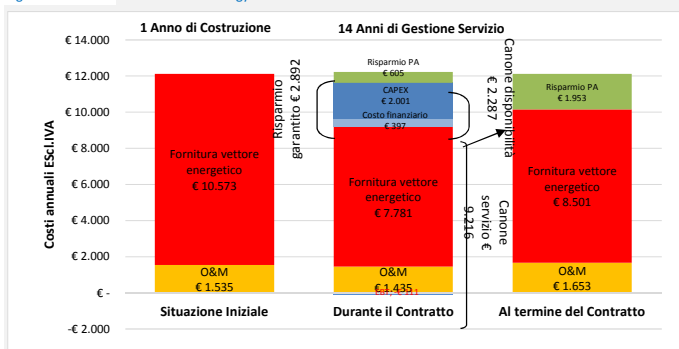 1 Anno di Costruzione
14 Anni di Gestione Servizio
€ 14.000
€ 12.000
€ 10.000
€ 8.000
€ 6.000
€ 4.000
€ 2.000
€ -
-€ 2.000
Costi annuali EScl.IVA
Fornitura vettore
energetico
€ 10.573
O&M
€ 1.535
Situazione Iniziale
Risparmio
garantito € 2.892
Risparmio PA
€ 605
CAPEX
€ 2.001
Costo finanziario
€ 397
Fornitura vettore
energetico
€ 7.781
O&M
€ 1.435
Durante il Contratto
Canone disponibilità
€ 2.287
Canone
servizio €
9.216
Risparmio PA
€ 1.953
Fornitura vettore
energetico
€ 8.501
O&M
€ 1.653
Al termine del Contratto